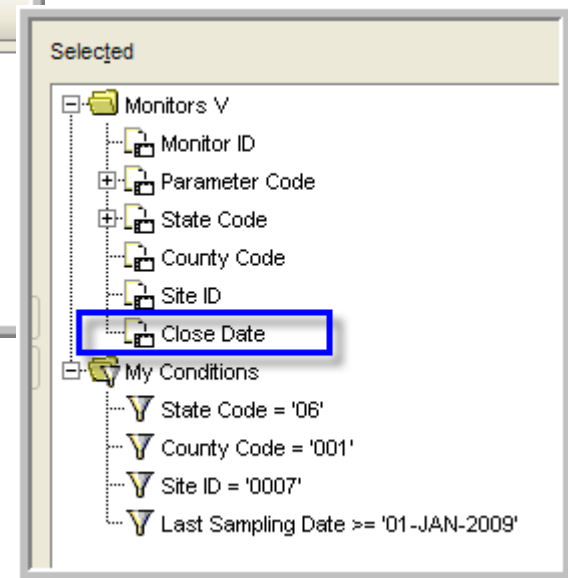 Selected
Monitors V
Monitor ID
Parameter Code
State Code
County Code
Site ID
Close Date
My Conditions
State Code = '06'
County Code = '001'
Site ID = '0007'
Last Sampling Date >= '01-JAN-2009'